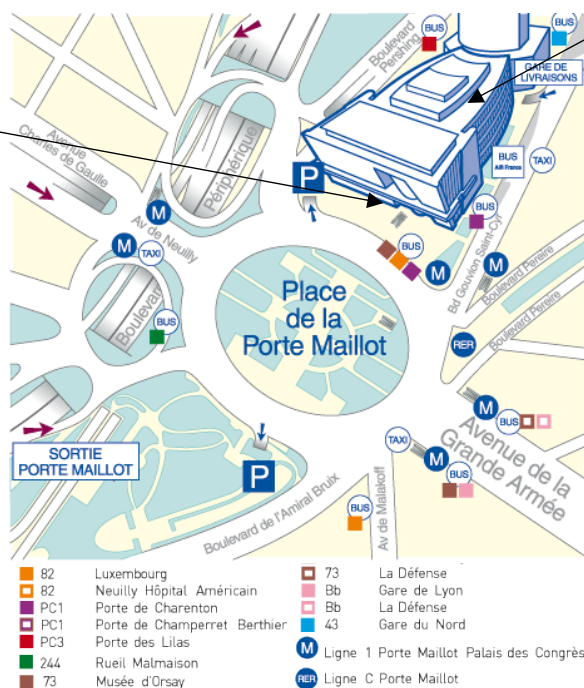 BUS
BUS
Boulevard
Pershing
GARE DE
LIVRAISONS
Avenue
Charles de Gaulle
Périphérique
P
BUS
AIR France
TAXI
M
Av de Neuilly
BUS
Bd Gouvion Saint-Cyr
M
TAXI
BUS
M
M
Boulevard Pereire
Boulevard Pereire
Place
de la
Porte Maillot
Boulevard
BUS
RER
M
BUS
Avenue de la
Grande Armée
SORTIE
PORTE MAILLOT
P
TAXI
M
BUS
Boulevard de l'Amiral Bruix
Av de Malakoff
BUS
82 Luxembourg
82 Neuilly Hôpital Américain
PC1 Porte de Charenton
PC1 Porte de Champerret Berthier
PC3 Porte des Lilas
244 Rueil Malmaison
73 Musée d'Orsay
73 La Défense
Bb Gare de Lyon
Bb La Défense
43 Gare du Nord
M Ligne 1 Porte Maillot Palais des Congrès
RER Ligne C Porte Maillot